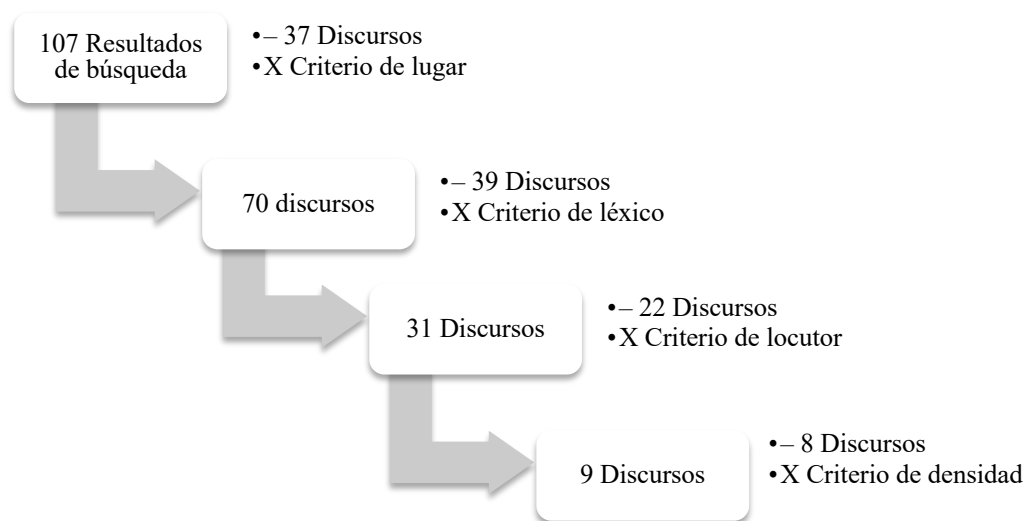 107 Resultados
de búsqueda
•– 37 Discursos
•X Criterio de lugar
70 discursos
•– 39 Discursos
•X Criterio de léxico
31 Discursos
•– 22 Discursos
•X Criterio de locutor
9 Discursos
•– 8 Discursos
•X Criterio de densidad